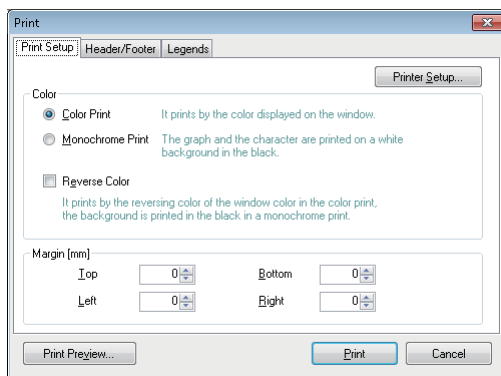 Print
Print Setup Header/Footer Legends
Printer Setup...
Color
Color Print It prints by the color displayed on the window.
Monochrome Print The graph and the character are printed on a white
background in the black.
Reverse Color
It prints by the reversing color of the window color in the color print,
the background is printed in the black in a monochrome print.
Margin [mm]
Top 0 Bottom 0
Left 0 Right 0
Print Preview... Print Cancel